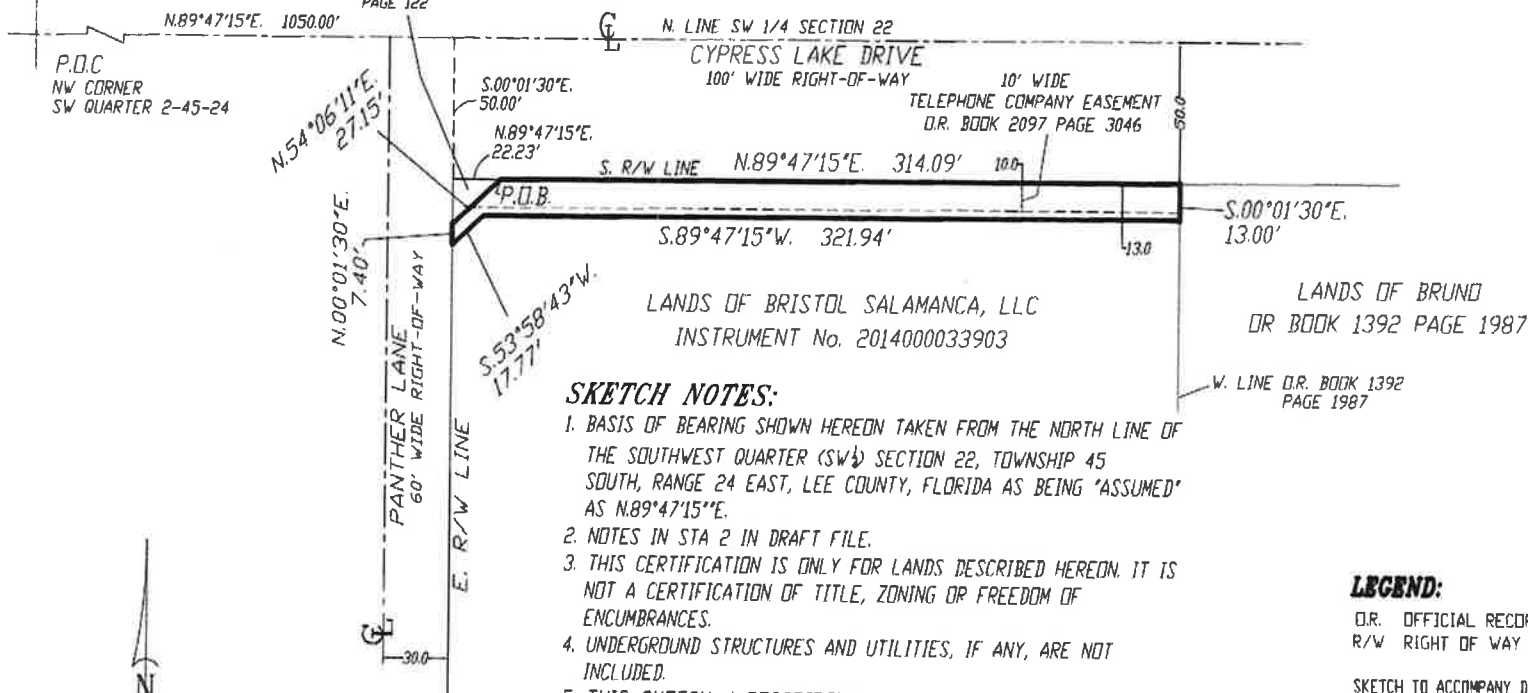 PAGE 122
N.89°47'15"E. 1050.00'
P.O.C
NW CORNER
SW QUARTER 2-45-24
℄
N. LINE SW 1/4 SECTION 22
CYPRESS LAKE DRIVE
100' WIDE RIGHT-OF-WAY
10' WIDE
TELEPHONE COMPANY EASEMENT
O.R. BOOK 2097 PAGE 3046
S.00°01'30"E.
50.00'
N.54°06'11"E.
27.15'
N.89°47'15"E.
22.23'
S. R/W LINE
N.89°47'15"E. 314.09'
10.0
P.O.B.
S.89°47'15"W. 321.94'
13.0
S.00°01'30"E.
13.00'
N.00°01'30"E.
7.40'
S.53°58'43"W.
17.77'
PANTHER LANE
60' WIDE RIGHT-OF-WAY
E. R/W LINE
LANDS OF BRISTOL SALAMANCA, LLC
INSTRUMENT No. 2014000033903
LANDS OF BRUNO
OR BOOK 1392 PAGE 1987
W. LINE O.R. BOOK 1392
PAGE 1987
SKETCH NOTES:
1. BASIS OF BEARING SHOWN HEREON TAKEN FROM THE NORTH LINE OF
THE SOUTHWEST QUARTER (SW¼) SECTION 22, TOWNSHIP 45
SOUTH, RANGE 24 EAST, LEE COUNTY, FLORIDA AS BEING "ASSUMED"
AS N.89°47'15"E.
2. NOTES IN STA 2 IN DRAFT FILE.
3. THIS CERTIFICATION IS ONLY FOR LANDS DESCRIBED HEREON. IT IS
NOT A CERTIFICATION OF TITLE, ZONING OR FREEDOM OF
ENCUMBRANCES.
4. UNDERGROUND STRUCTURES AND UTILITIES, IF ANY, ARE NOT
INCLUDED.
℄
30.0
N
LEGEND:
O.R. OFFICIAL RECOR
R/W RIGHT OF WAY
SKETCH TO ACCOMPANY D